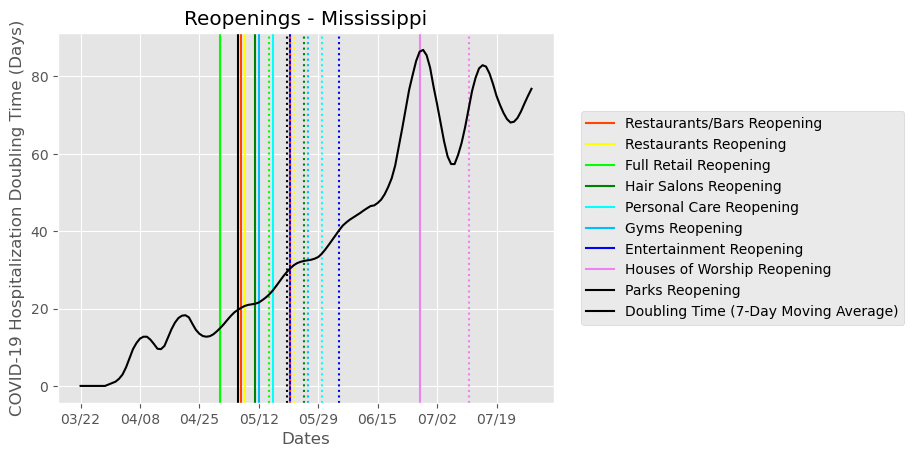 Reopenings - Mississippi
COVID-19 Hospitalization Doubling Time (Days)
80
60
40
20
0
03/22 04/08 04/25 05/12 05/29 06/15 07/02 07/19
Dates
Restaurants/Bars Reopening
Restaurants Reopening
Full Retail Reopening
Hair Salons Reopening
Personal Care Reopening
Gyms Reopening
Entertainment Reopening
Houses of Worship Reopening
Parks Reopening
Doubling Time (7-Day Moving Average)